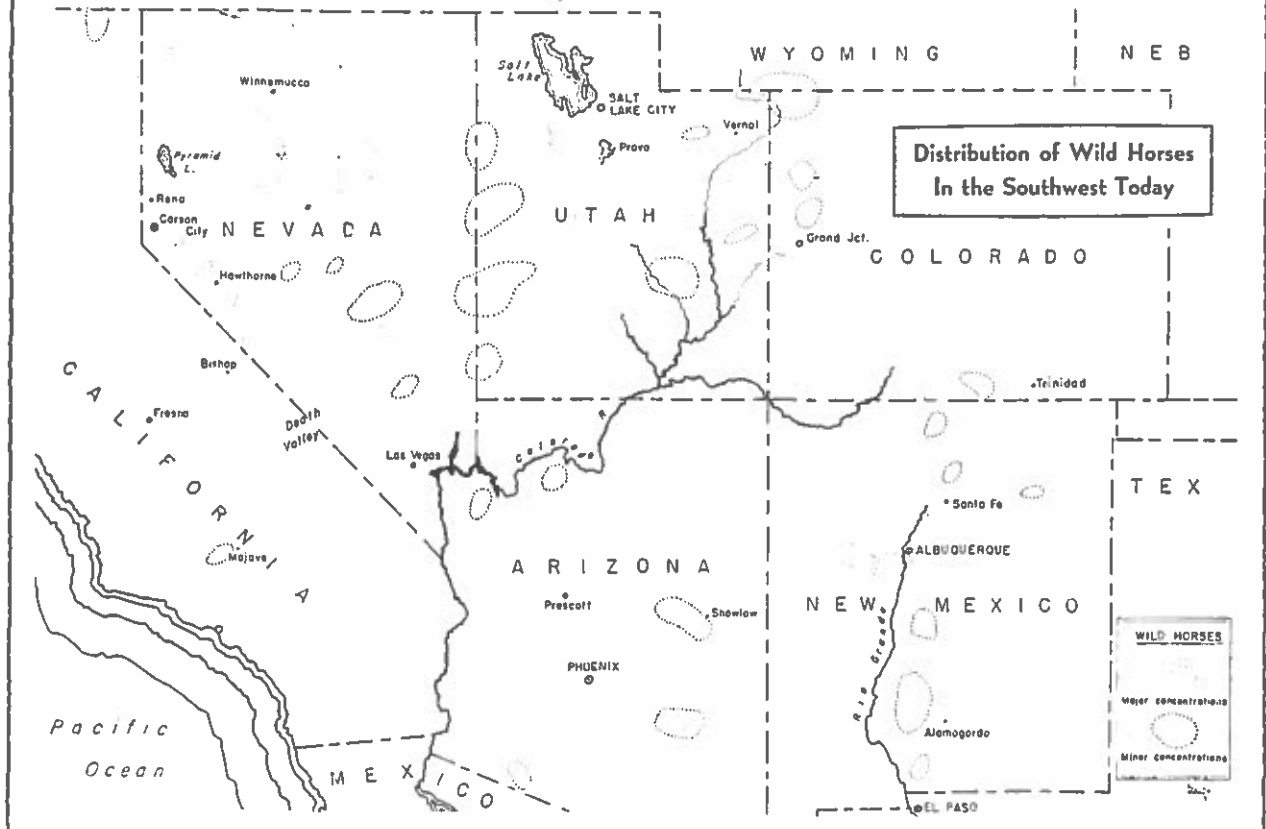 WYOMING
NEB
Salt
Lake
Winnemucca
SALT
LAKE CITY
Vernal
Distribution of Wild Horses
In the Southwest Today
Pyramid
L.
Provo
Reno
Carson
City
NEVADA
UTAH
Grand Jct.
COLORADO
Hawthorne
Bishop
Trinidad
CALIFORNIA
Fresno
Death
Valley
Las Vegas
Colorado R
Santa Fe
TEX
Mojave
ALBUQUERQUE
ARIZONA
Prescott
Showlow
NEW MEXICO
Rio Grande
WILD HORSES
PHOENIX
Major concentrations
Pacific
Ocean
Alamogordo
Minor concentrations
MEXICO
EL PASO